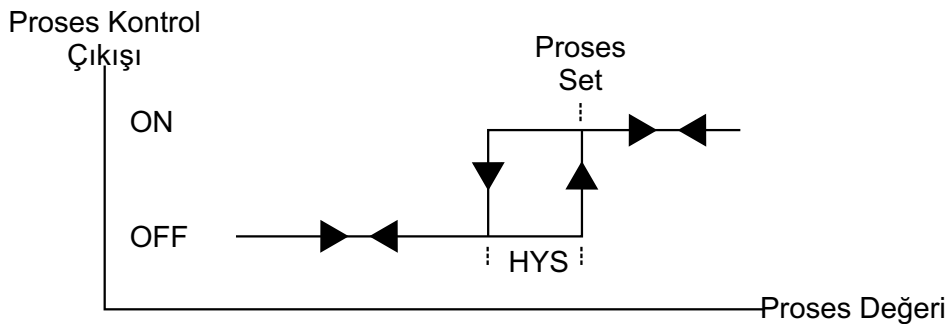 Proses Kontrol
Çıkışı
Proses
Set
ON
OFF
HYS
Proses Değeri